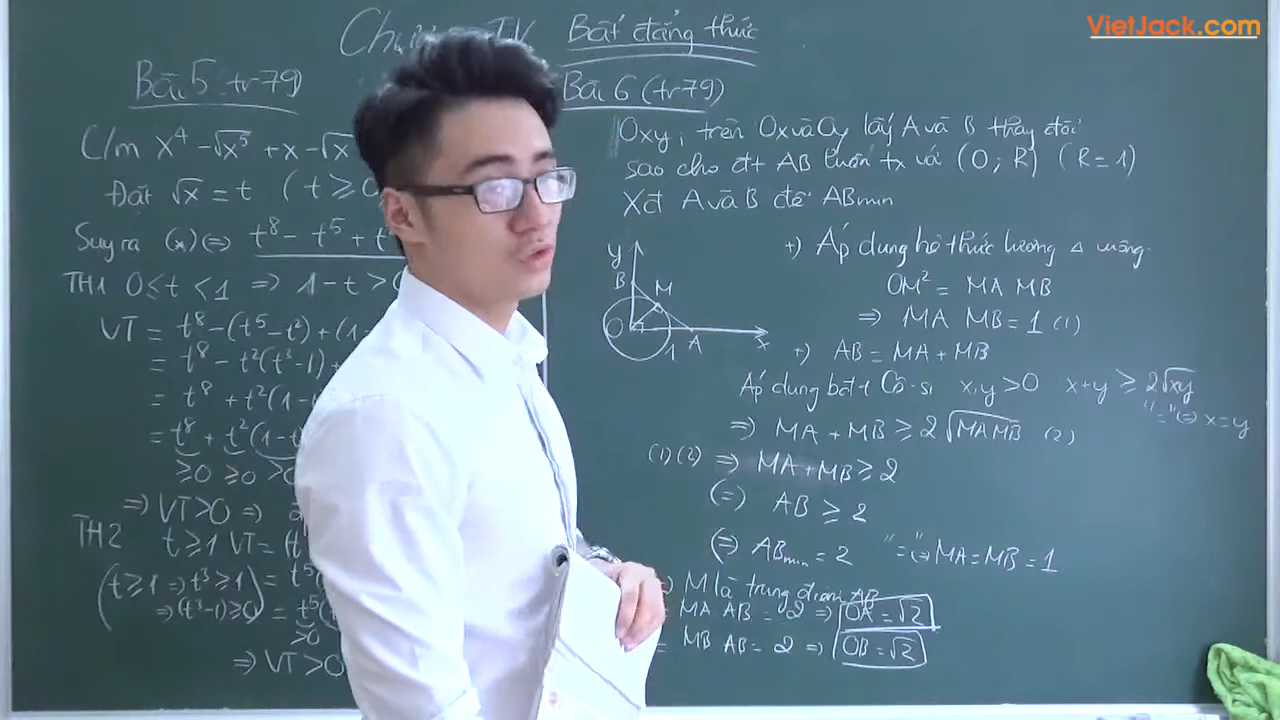 VietJack.com
Bất đẳng thức
Bài 5 tr 79
C/m x⁴ - √x⁵ + x - √x
Đặt √x = t (t ≥ 0
Suy ra (*) (=) t⁸ - t⁵ + t
TH1 0 ≤ t < 1 => 1 - t > 0
VT = t⁸ - (t⁵ - t²) + (1 -
= t⁸ - t²(t³ - 1) +
= t⁸ + t²(1 -
= t⁸ + t²(1 - t
≥0 ≥0 >0
=> VT > 0 =>
TH2 t ≥ 1 VT = (t
(t ≥ 1 => t³ ≥ 1) = t⁵(
=> (t³ - 1) ≥ 0 = t⁵(
>0
=> VT > 0
Bài 6 (tr 79)
Oxy, trên Ox và Oy lấy A và B thay đổi
sao cho đt AB luôn tx với (O; R) (R = 1)
Xđ A và B để AB min
y
B
M
O
1
A
x
+) Áp dụng hệ thức lượng Δ vuông.
OM² = MA MB
=> MA MB = 1 (1)
+) AB = MA + MB
Áp dụng bđt Cô-si x, y > 0 x + y ≥ 2√xy
"=" (=) x = y
=> MA + MB ≥ 2√MA MB (2)
(1) (2) => MA + MB ≥ 2
(=) AB ≥ 2
(=) AB min = 2 "=" (=) MA = MB = 1
M là trung điểm AB
MA AB = 2 => OA = √2
MB AB = 2 => OB = √2